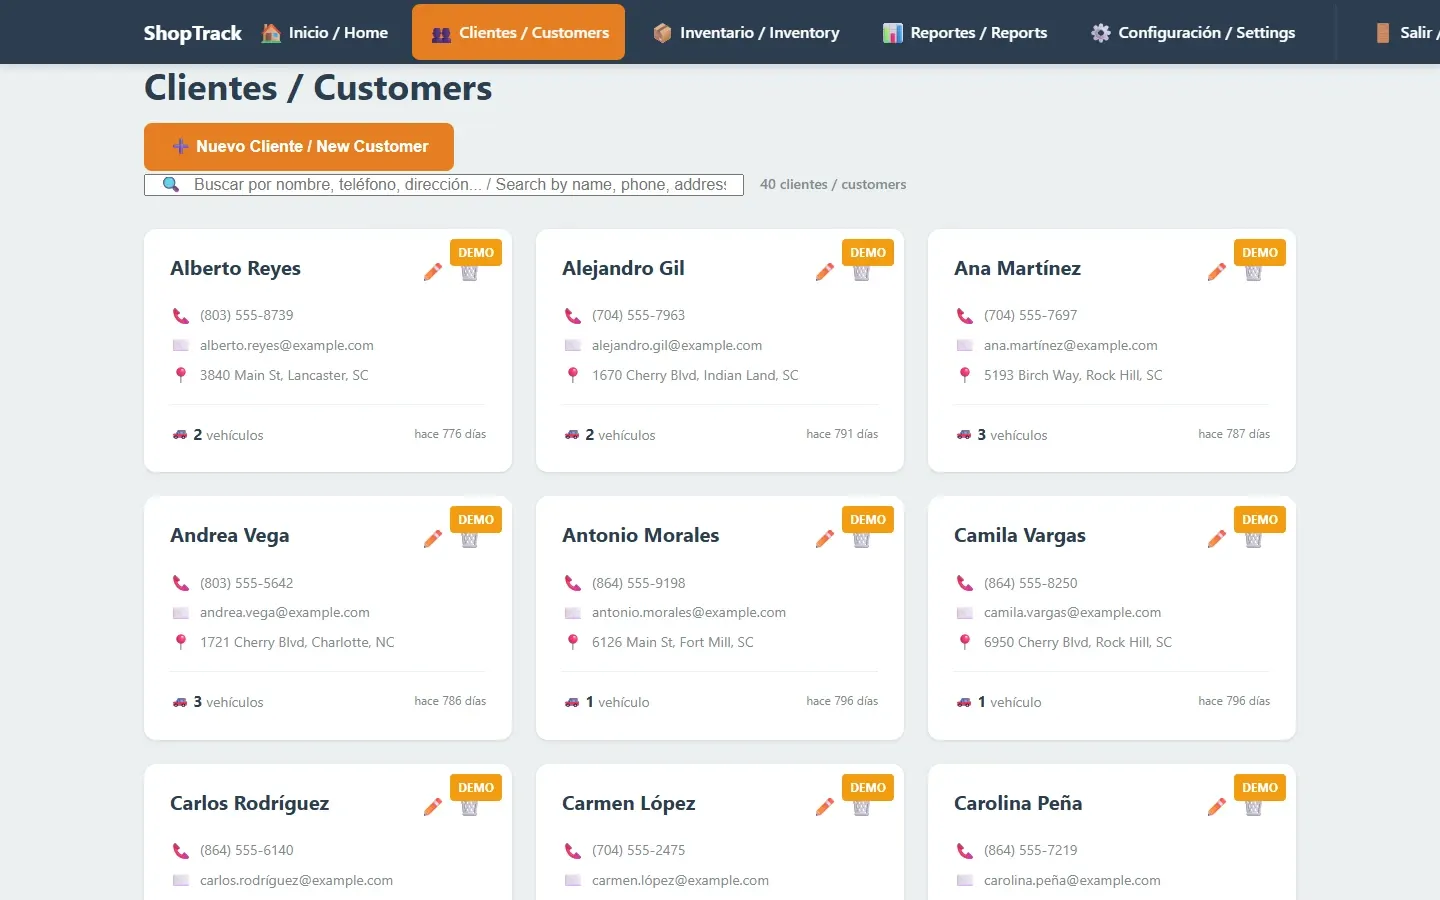 ShopTrack
Inicio / Home
Clientes / Customers
Inventario / Inventory
Reportes / Reports
Configuración / Settings
Salir /
Clientes / Customers
Nuevo Cliente / New Customer
Buscar por nombre, teléfono, dirección... / Search by name, phone, address
40 clientes / customers
Alberto Reyes
DEMO
(803) 555-8739
alberto.reyes@example.com
3840 Main St, Lancaster, SC
2 vehículos
hace 776 días
Alejandro Gil
DEMO
(704) 555-7963
alejandro.gil@example.com
1670 Cherry Blvd, Indian Land, SC
2 vehículos
hace 791 días
Ana Martínez
DEMO
(704) 555-7697
ana.martínez@example.com
5193 Birch Way, Rock Hill, SC
3 vehículos
hace 787 días
Andrea Vega
DEMO
(803) 555-5642
andrea.vega@example.com
1721 Cherry Blvd, Charlotte, NC
3 vehículos
hace 786 días
Antonio Morales
DEMO
(864) 555-9198
antonio.morales@example.com
6126 Main St, Fort Mill, SC
1 vehículo
hace 796 días
Camila Vargas
DEMO
(864) 555-8250
camila.vargas@example.com
6950 Cherry Blvd, Rock Hill, SC
1 vehículo
hace 796 días
Carlos Rodríguez
DEMO
(864) 555-6140
carlos.rodríguez@example.com
Carmen López
DEMO
(704) 555-2475
carmen.lópez@example.com
Carolina Peña
DEMO
(864) 555-7219
carolina.peña@example.com